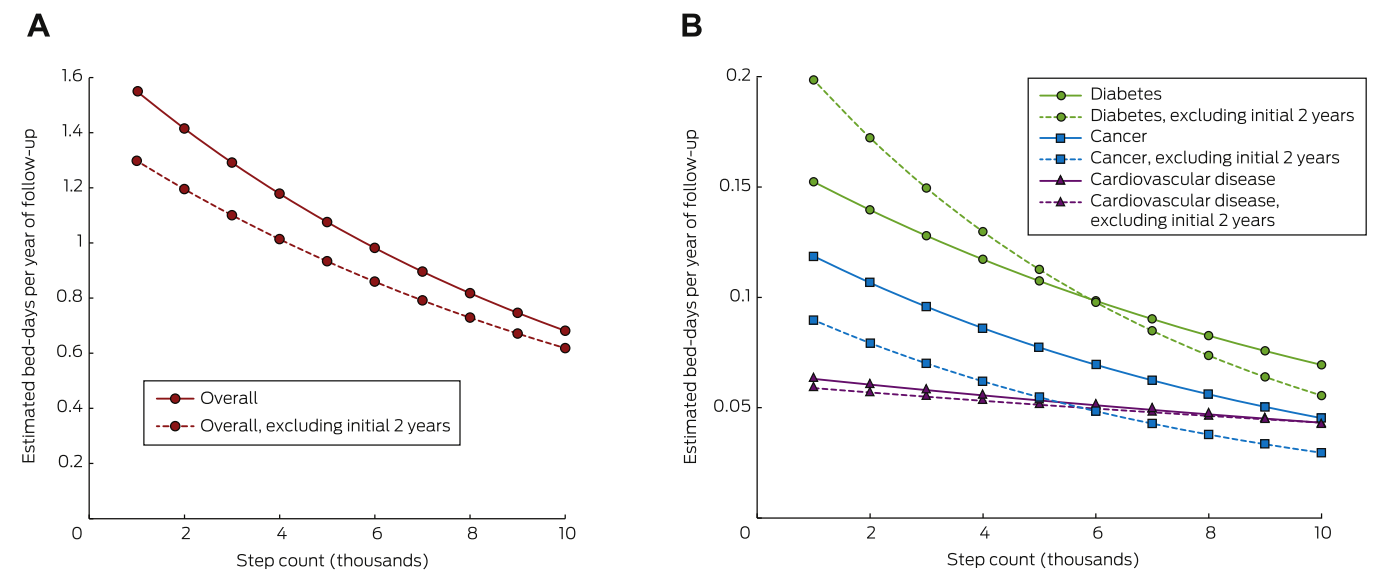 A
Estimated bed-days per year of follow-up
1.6
1.4
1.2
1
0.8
0.6
0.4
0.2
0
2
4
6
8
10
Step count (thousands)
Overall
Overall, excluding initial 2 years
B
Estimated bed-days per year of follow-up
0.2
0.15
0.1
0.05
0
2
4
6
8
10
Step count (thousands)
Diabetes
Diabetes, excluding initial 2 years
Cancer
Cancer, excluding initial 2 years
Cardiovascular disease
Cardiovascular disease,
excluding initial 2 years